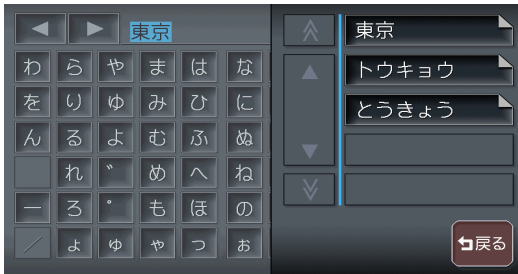 ◀ ▶ 東京
わ ら や ま は な
を り ゆ み ひ に
ん る よ む ふ ぬ
れ ゛ め へ ね
ー ろ ゜ も ほ の
／ ょ ゅ ゃ っ ぉ
東京
トウキョウ
とうきょう
戻る